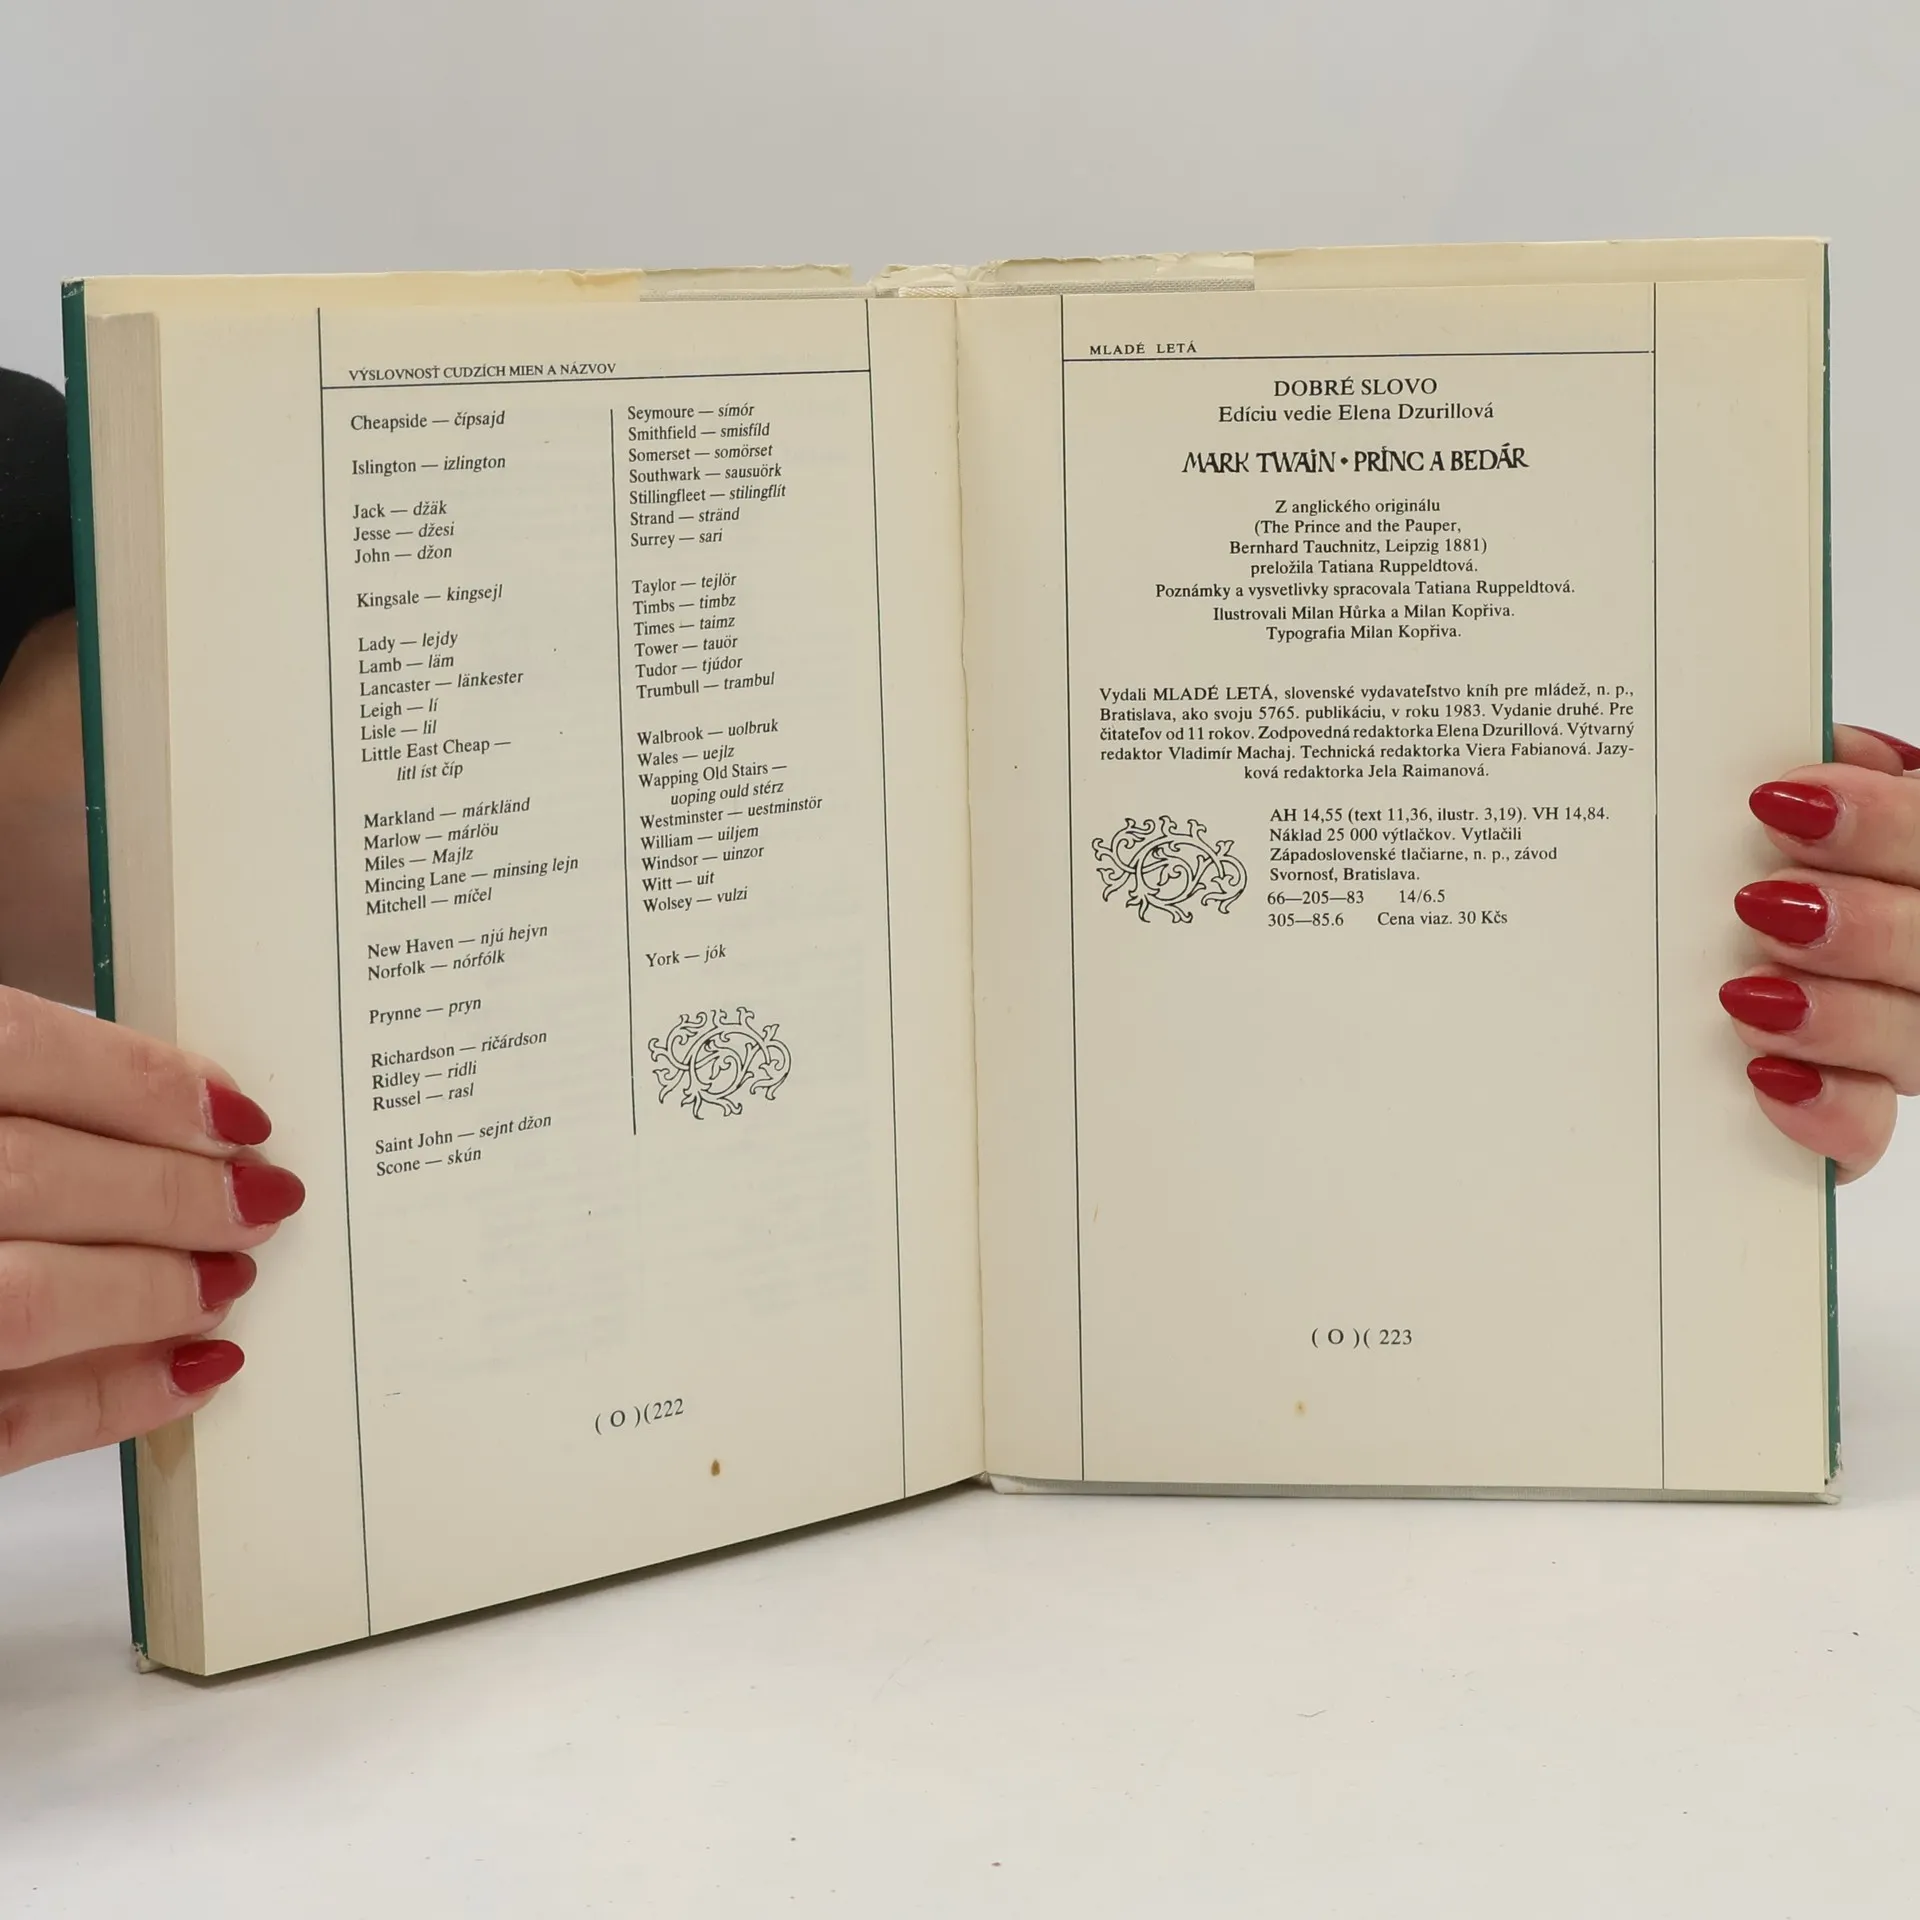 VÝSLOVNOSŤ CUDZÍCH MIEN A NÁZVOV
Cheapside — čípsajd
Islington — izlington
Jack — džäk
Jesse — džesi
John — džon
Kingsale — kingsejl
Lady — lejdy
Lamb — läm
Lancaster — länkester
Leigh — lí
Lisle — lil
Little East Cheap —
litl íst číp
Markland — márkländ
Marlow — márlöu
Miles — Majlz
Mincing Lane — minsing lejn
Mitchell — míčel
New Haven — njú hejvn
Norfolk — nórfólk
Prynne — pryn
Richardson — ričárdson
Ridley — ridli
Russel — rasl
Saint John — sejnt džon
Scone — skún
Seymoure — símór
Smithfield — smisfíld
Somerset — somörset
Southwark — sausuörk
Stillingfleet — stilingflít
Strand — stränd
Surrey — sari
Taylor — tejlör
Timbs — timbz
Times — taimz
Tower — tauör
Tudor — tjúdor
Trumbull — trambul
Walbrook — uolbruk
Wales — uejlz
Wapping Old Stairs —
uoping ould stérz
Westminster — uestminstör
William — uiljem
Windsor — uinzor
Witt — uit
Wolsey — vulzi
York — jók
( O )(222
MLADÉ LETÁ
DOBRÉ SLOVO
Edíciu vedie Elena Dzurillová
MARK TWAIN • PRINC A BEDÁR
Z anglického originálu
(The Prince and the Pauper,
Bernhard Tauchnitz, Leipzig 1881)
preložila Tatiana Ruppeldtová.
Poznámky a vysvetlivky spracovala Tatiana Ruppeldtová.
Ilustrovali Milan Hůrka a Milan Kopřiva.
Typografia Milan Kopřiva.
Vydali MLADÉ LETÁ, slovenské vydavateľstvo kníh pre mládež, n. p.,
Bratislava, ako svoju 5765. publikáciu, v roku 1983. Vydanie druhé. Pre
čitateľov od 11 rokov. Zodpovedná redaktorka Elena Dzurillová. Výtvarný
redaktor Vladimír Machaj. Technická redaktorka Viera Fabianová. Jazy-
ková redaktorka Jela Raimanová.
AH 14,55 (text 11,36, ilustr. 3,19). VH 14,84.
Náklad 25 000 výtlačkov. Vytlačili
Západoslovenské tlačiarne, n. p., závod
Svornosť, Bratislava.
66—205—83 14/6.5
305—85.6 Cena viaz. 30 Kčs
( O )( 223